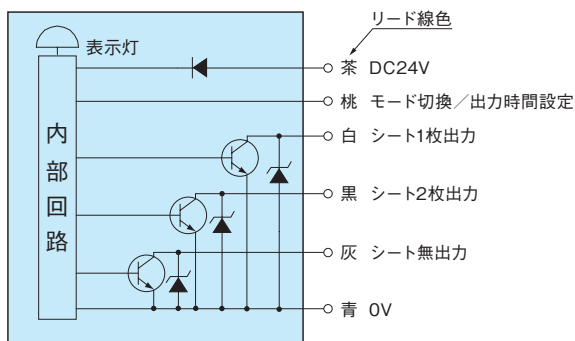 リード線色
表示灯
茶 DC24V
桃 モード切換／出力時間設定
白 シート1枚出力
内部回路
黒 シート2枚出力
灰 シート無出力
青 0V